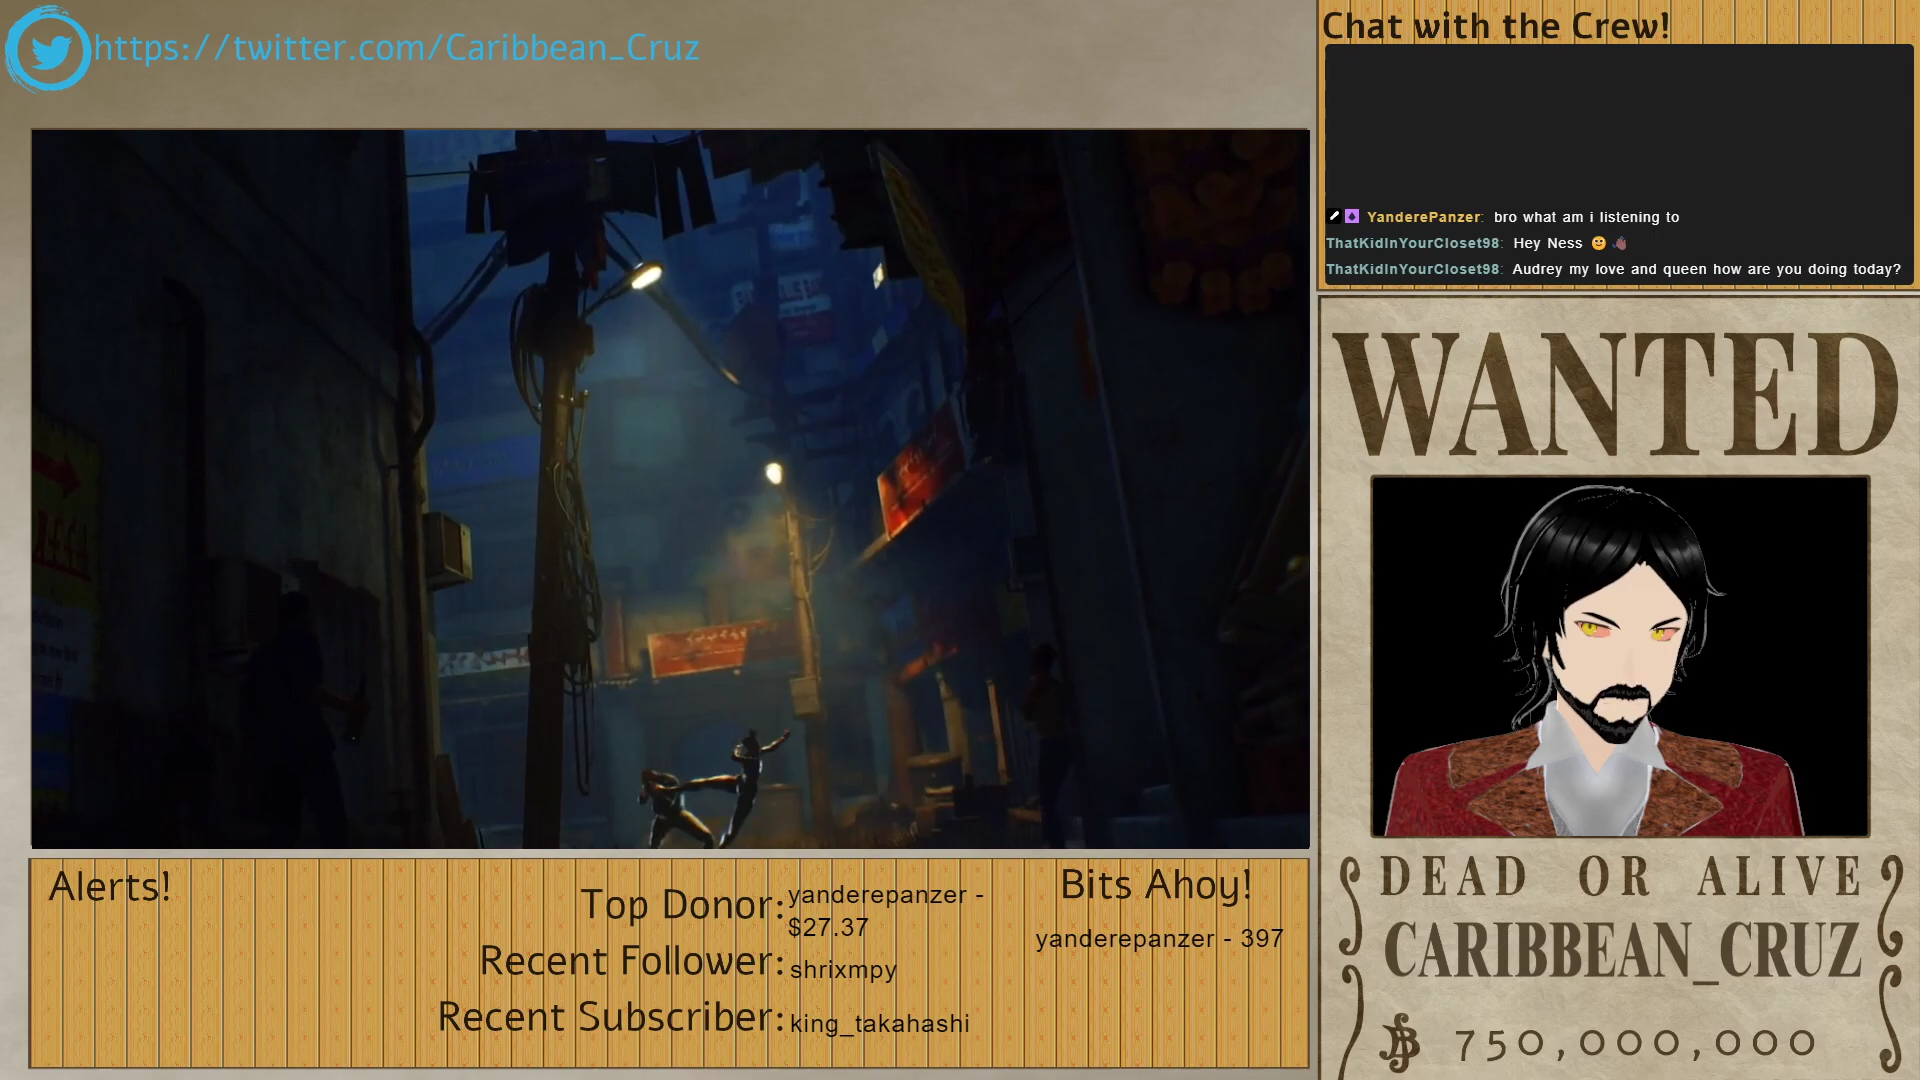 https://twitter.com/Caribbean_Cruz
Chat with the Crew!
YanderePanzer: bro what am i listening to
ThatKidInYourCloset98: Hey Ness
ThatKidInYourCloset98: Audrey my love and queen how are you doing today?
WANTED
DEAD OR ALIVE
CARIBBEAN_CRUZ
750,000,000
Alerts!
Top Donor: yanderepanzer -
$27.37
Recent Follower: shrixmpy
Recent Subscriber: king_takahashi
Bits Ahoy!
yanderepanzer - 397